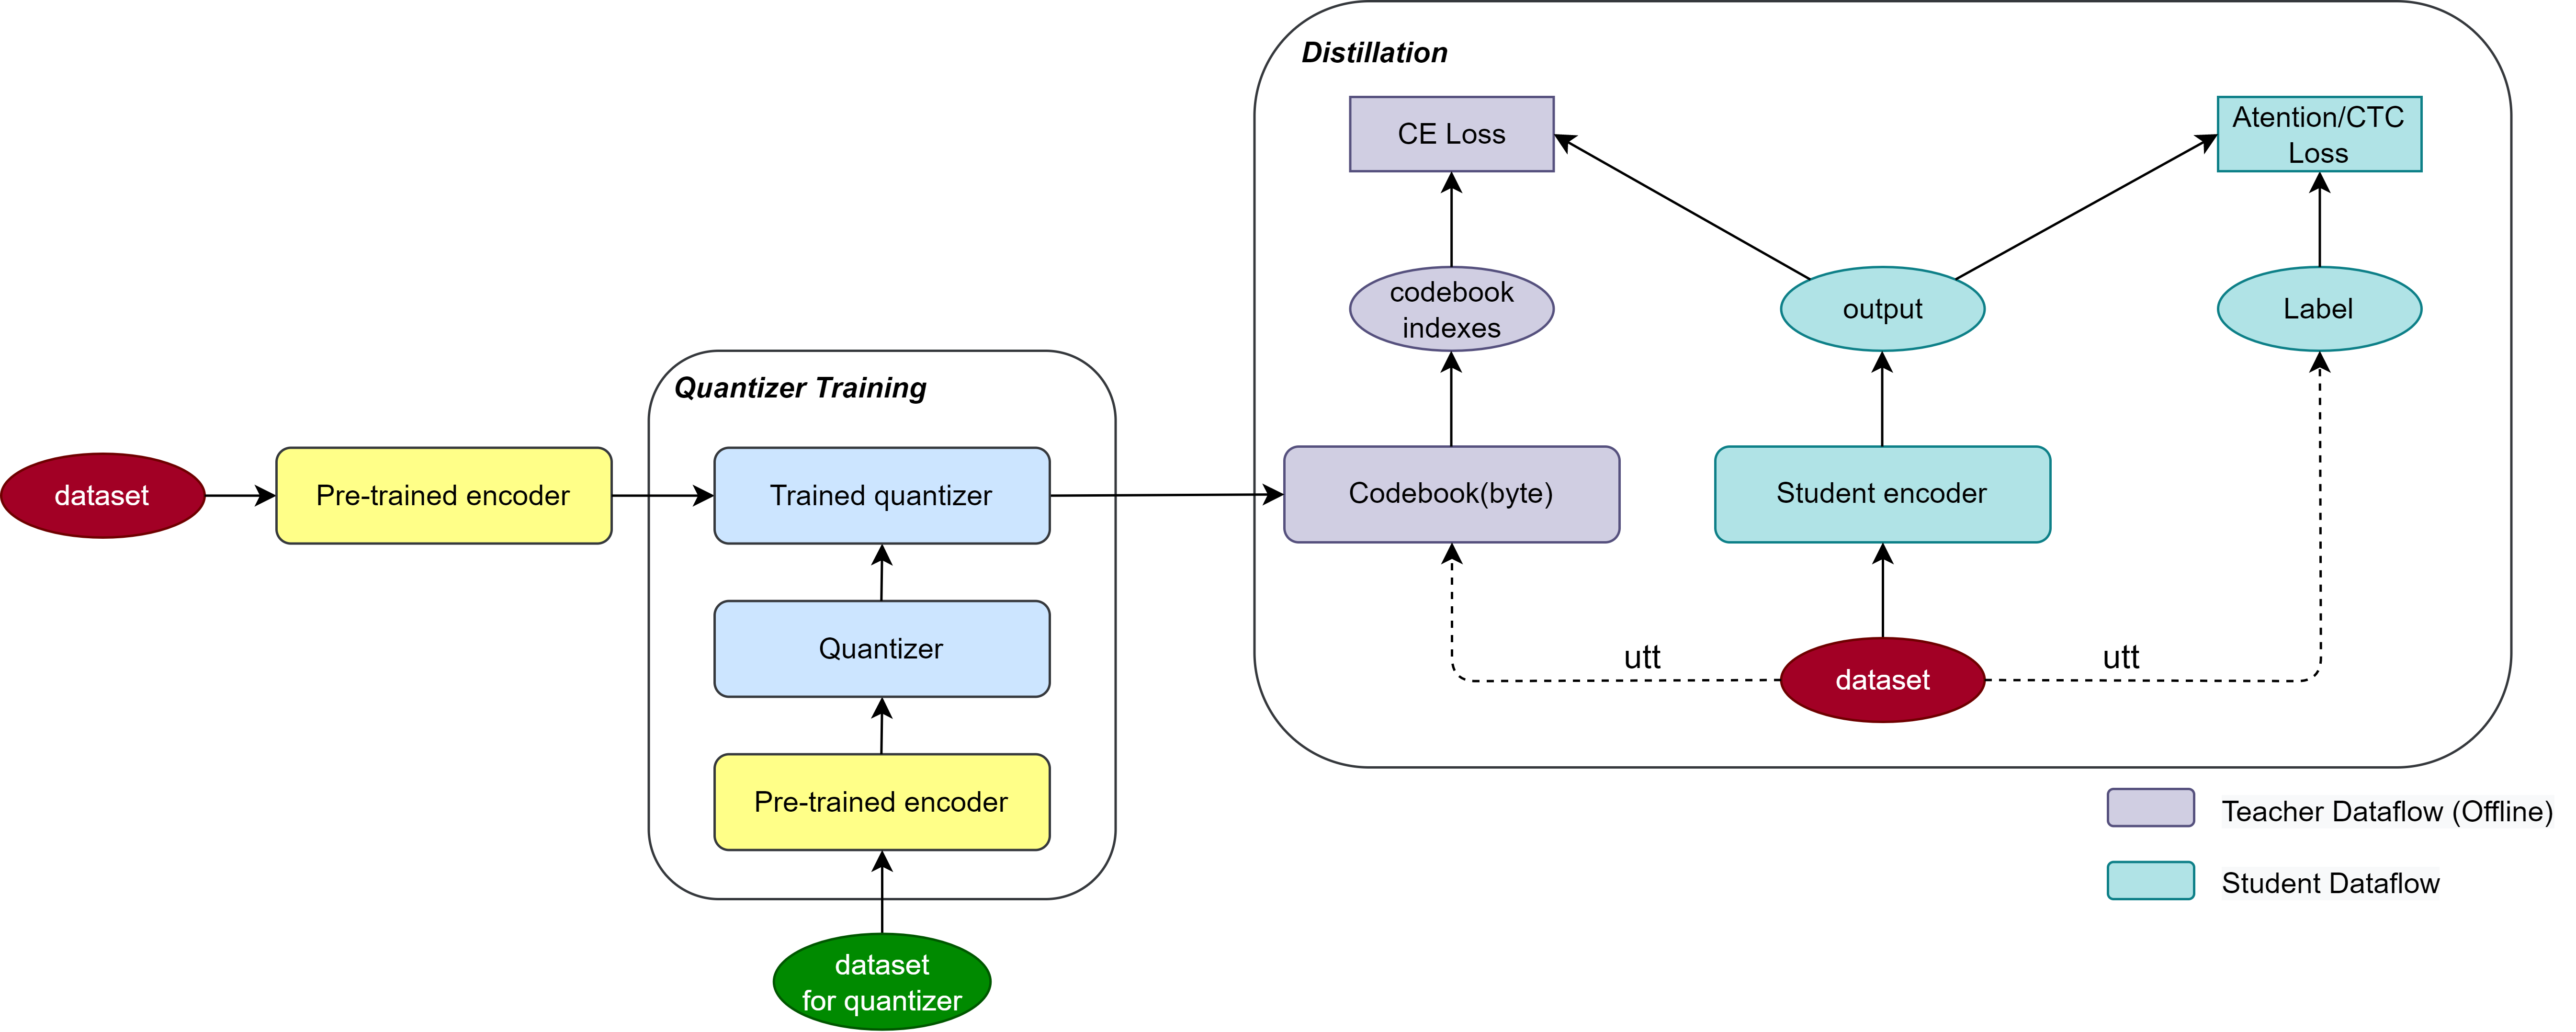 Distillation
CE Loss
Atention/CTC
Loss
codebook
indexes
output
Label
Quantizer Training
dataset
Pre-trained encoder
Trained quantizer
Codebook(byte)
Student encoder
Quantizer
utt
dataset
utt
Pre-trained encoder
Teacher Dataflow (Offline)
Student Dataflow
dataset
for quantizer